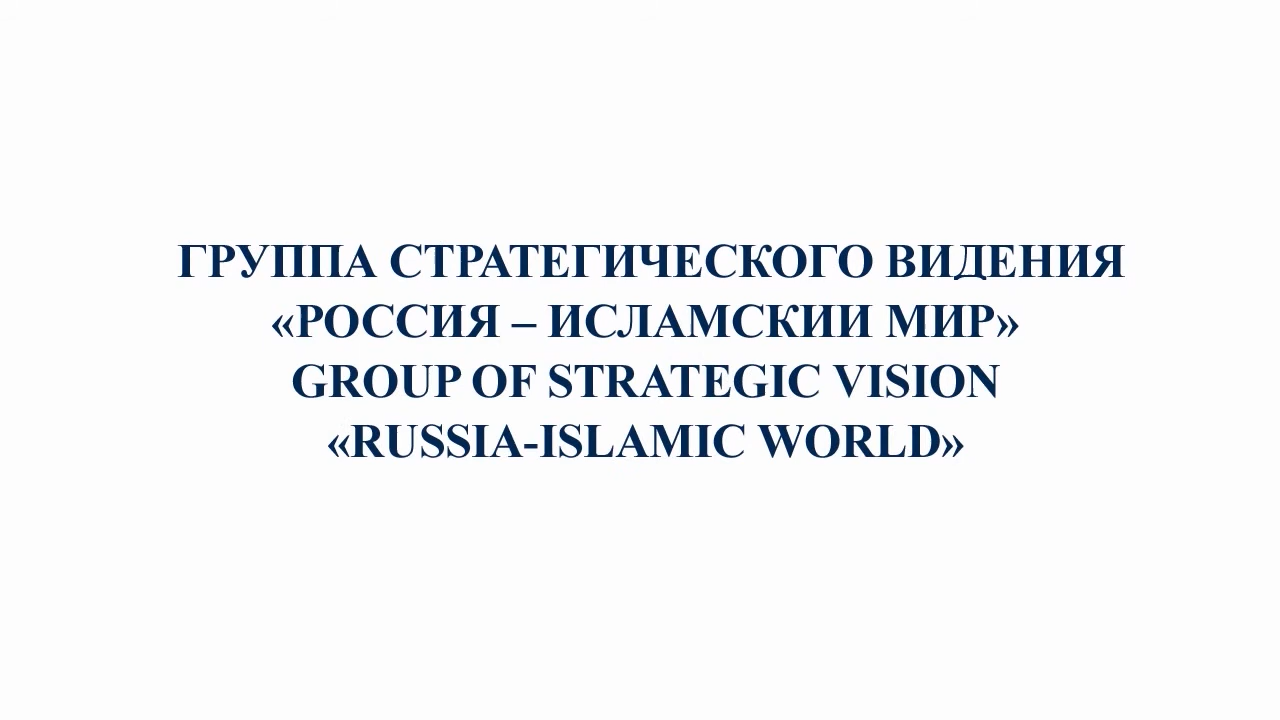 ГРУППА СТРАТЕГИЧЕСКОГО ВИДЕНИЯ
«РОССИЯ – ИСЛАМСКИИ МИР»
GROUP OF STRATEGIC VISION
«RUSSIA-ISLAMIC WORLD»